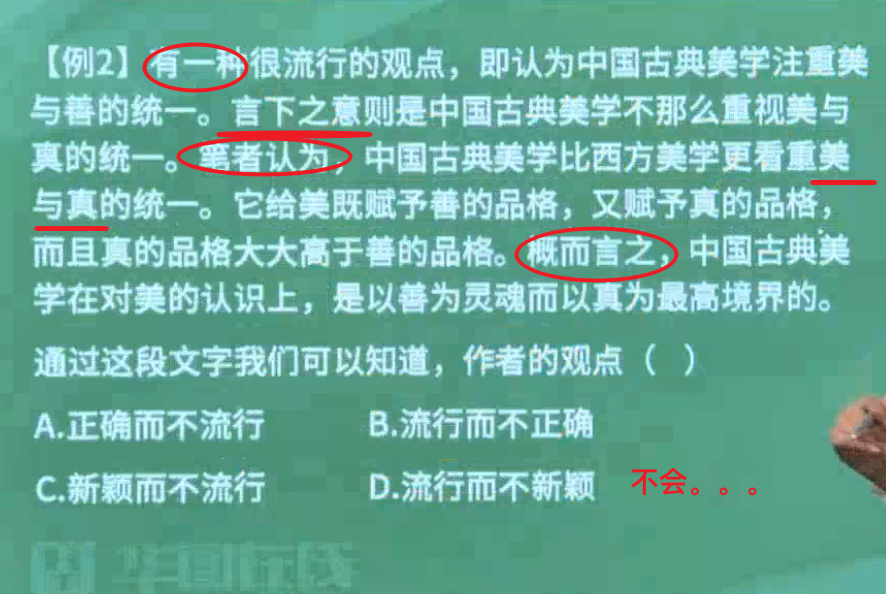 【例2】有一种很流行的观点，即认为中国古典美学注重美
与善的统一。言下之意则是中国古典美学不那么重视美与
真的统一。笔者认为，中国古典美学比西方美学更看重美
与真的统一。它给美既赋予善的品格，又赋予真的品格，
而且真的品格大大高于善的品格。概而言之，中国古典美
学在对美的认识上，是以善为灵魂而以真为最高境界的。
通过这段文字我们可以知道，作者的观点（ ）
A.正确而不流行 B.流行而不正确
C.新颖而不流行 D.流行而不新颖 不会。。。